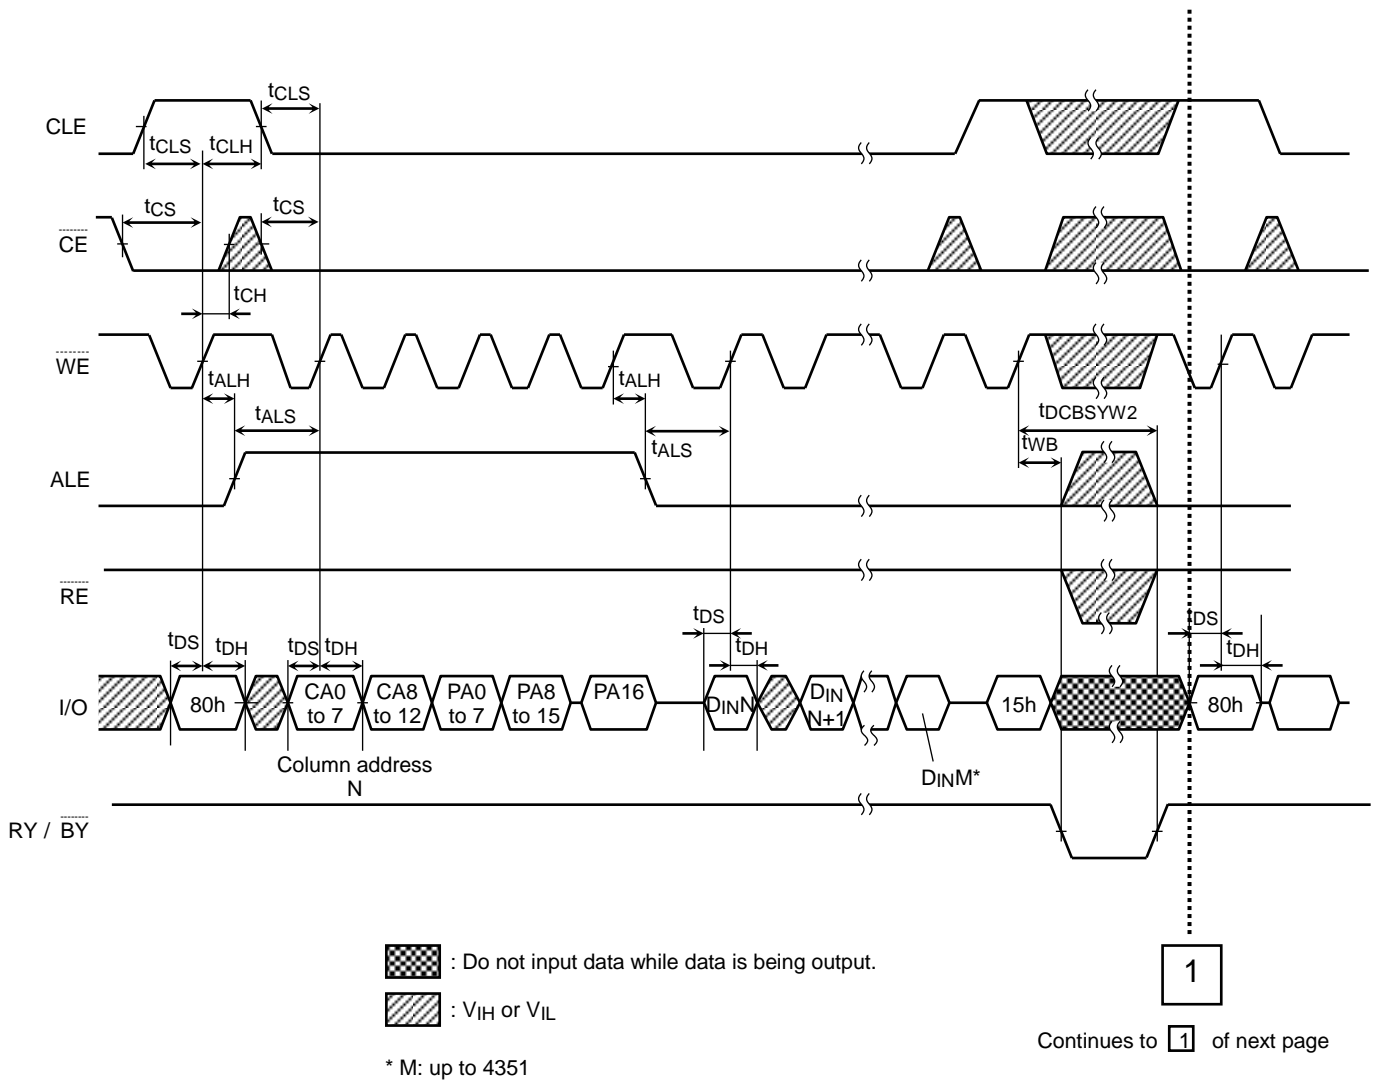 tCLS
CLE
tCLS tCLH
tCS tCS
CE
tCH
WE
tALH tALH
tDCBSYW2
tALS tALS
tWB
ALE
RE
tDS tDH tDS tDH tDS tDH tDS tDH
I/O
80h
CA0 to 7
CA8 to 12
PA0 to 7
PA8 to 15
PA16
DINN
DIN N+1
15h
80h
Column address
N
DINM*
RY / BY
: Do not input data while data is being output.
: VIH or VIL
* M: up to 4351
1
Continues to 1 of next page